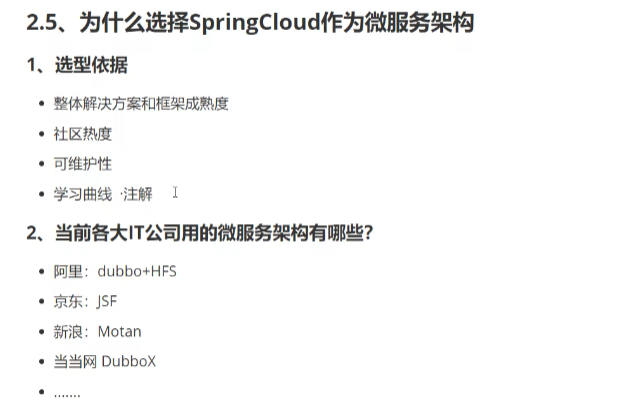 2.5、为什么选择SpringCloud作为微服务架构
1、选型依据
• 整体解决方案和框架成熟度
• 社区热度
• 可维护性
• 学习曲线 ·注解
2、当前各大IT公司用的微服务架构有哪些?
• 阿里：dubbo+HFS
• 京东：JSF
• 新浪：Motan
• 当当网 DubboX
• .......